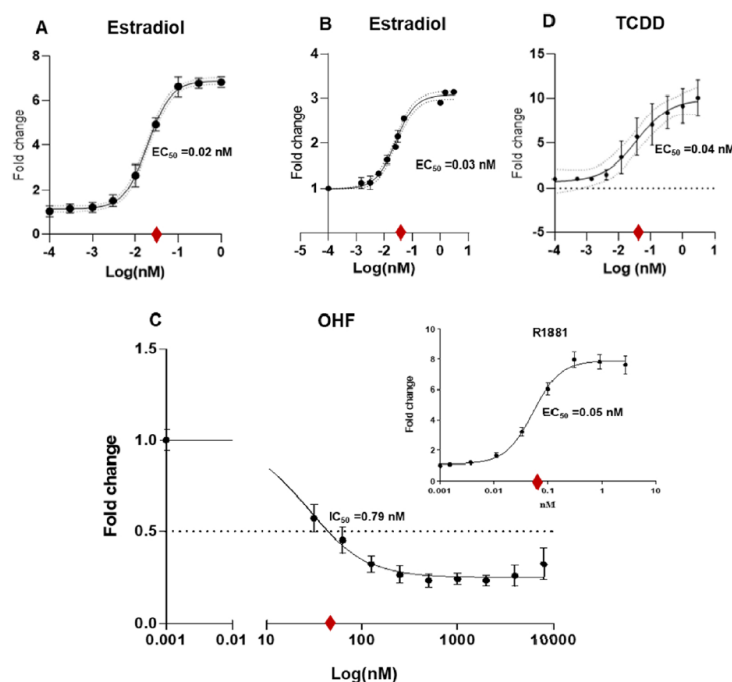 A
Estradiol
Fold change
8
6
4
2
0
EC50 =0.02 nM
-4 -3 -2 -1 0
Log(nM)
B
Estradiol
Fold change
4
3
2
1
0
EC50 =0.03 nM
-5 -4 -3 -2 -1 0 1
Log(nM)
D
TCDD
Fold change
15
10
5
0
-5
EC50 =0.04 nM
-4 -3 -2 -1 0 1
Log (nM)
C
OHF
Fold change
1.5
1.0
0.5
0.0
IC50 =0.79 nM
0.001 0.01 10 100 1000 10000
Log(nM)
R1881
Fold change
10
8
6
4
2
0
EC50 =0.05 nM
0.001 0.01 0.1 1 10
nM